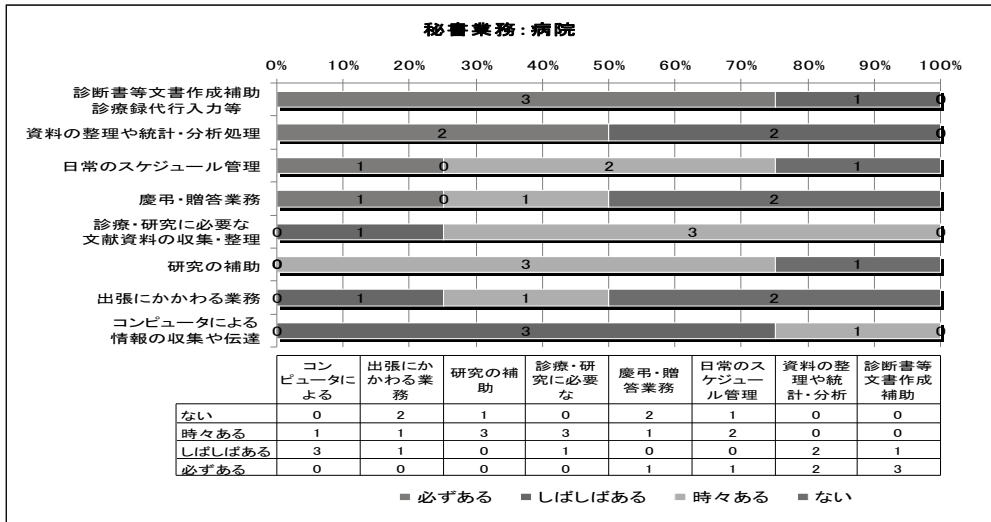 秘書業務：病院
0% 10% 20% 30% 40% 50% 60% 70% 80% 90% 100%
診断書等文書作成補助
診療録代行入力等
3 1 0
資料の整理や統計・分析処理 2 2 0
日常のスケジュール管理 1 0 2 1
慶弔・贈答業務 1 0 1 2
診療・研究に必要な
文献資料の収集・整理
0 1 3 0
研究の補助 0 3 1
出張にかかわる業務 0 1 1 2
コンピュータによる
情報の収集や伝達
0 3 1 0
コン
ピュータに
よる
出張にか
かわる業
務
研究の補
助
診療・研
究に必要
な
慶弔・贈
答業務
日常のス
ケジュー
ル管理
資料の整
理や統
計・分析
診断書等
文書作成
補助
ない 0 2 1 0 2 1 0 0
時々ある 1 1 3 3 1 2 0 0
しばしばある 3 1 0 1 0 0 2 1
必ずある 0 0 0 0 1 1 2 3
必ずある しばしばある 時々ある ない